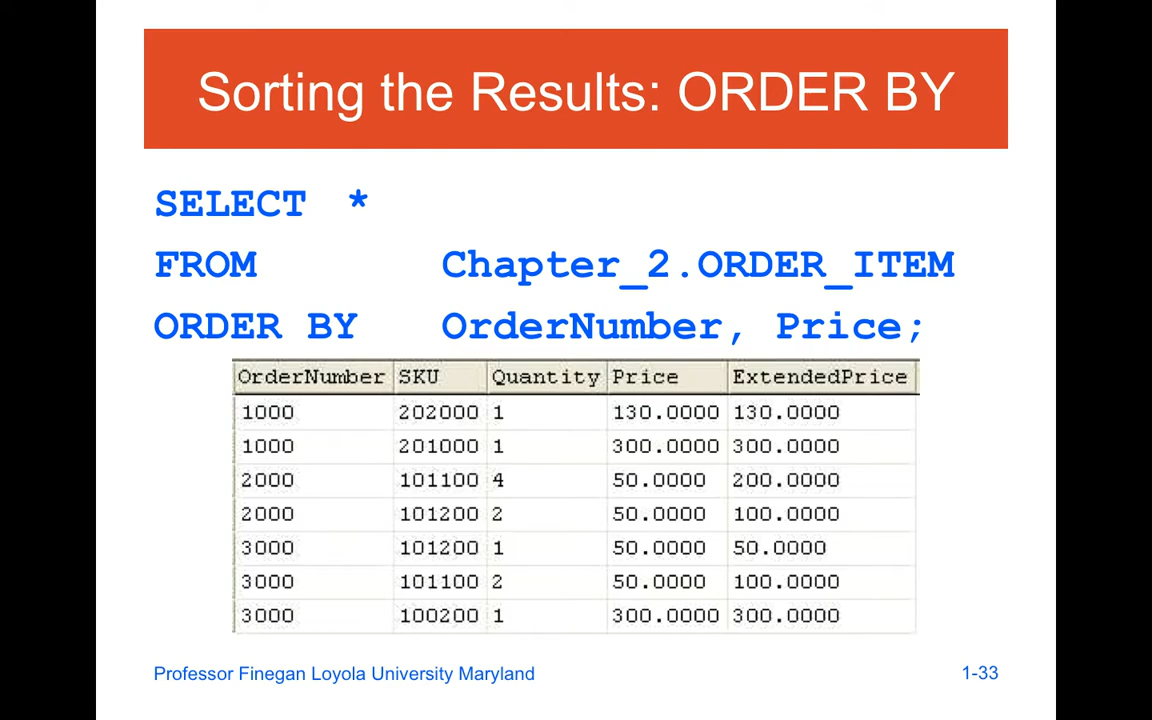 Sorting the Results: ORDER BY
SELECT *
FROM Chapter_2.ORDER_ITEM
ORDER BY OrderNumber, Price;
OrderNumber SKU Quantity Price ExtendedPrice
1000 202000 1 130.0000 130.0000
1000 201000 1 300.0000 300.0000
2000 101100 4 50.0000 200.0000
2000 101200 2 50.0000 100.0000
3000 101200 1 50.0000 50.0000
3000 101100 2 50.0000 100.0000
3000 100200 1 300.0000 300.0000
Professor Finegan Loyola University Maryland 1-33